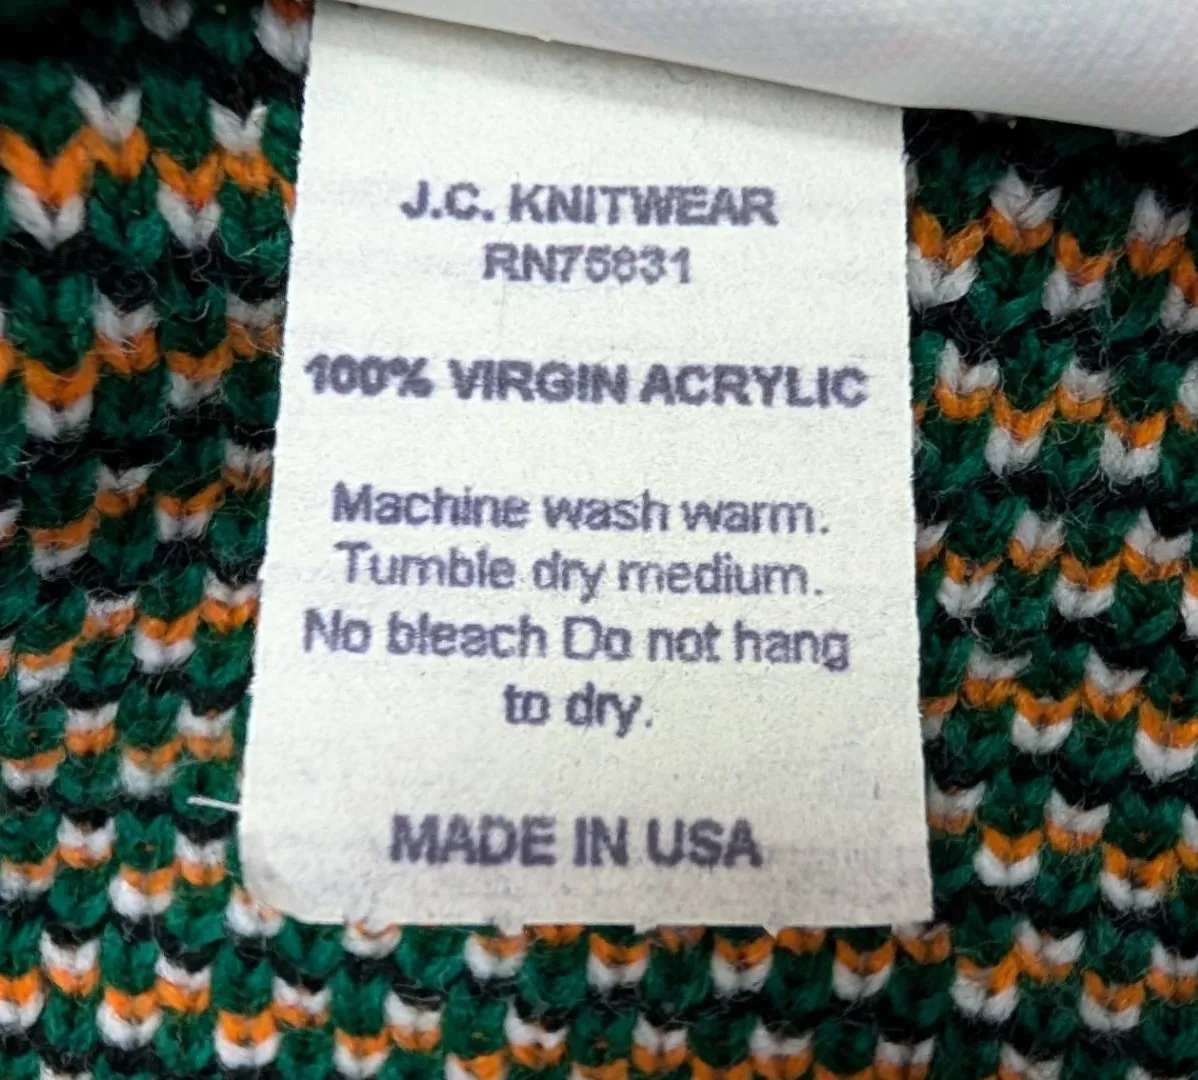 J.C. KNITWEAR
RN75831
100% VIRGIN ACRYLIC
Machine wash warm.
Tumble dry medium.
No bleach Do not hang
to dry.
MADE IN USA